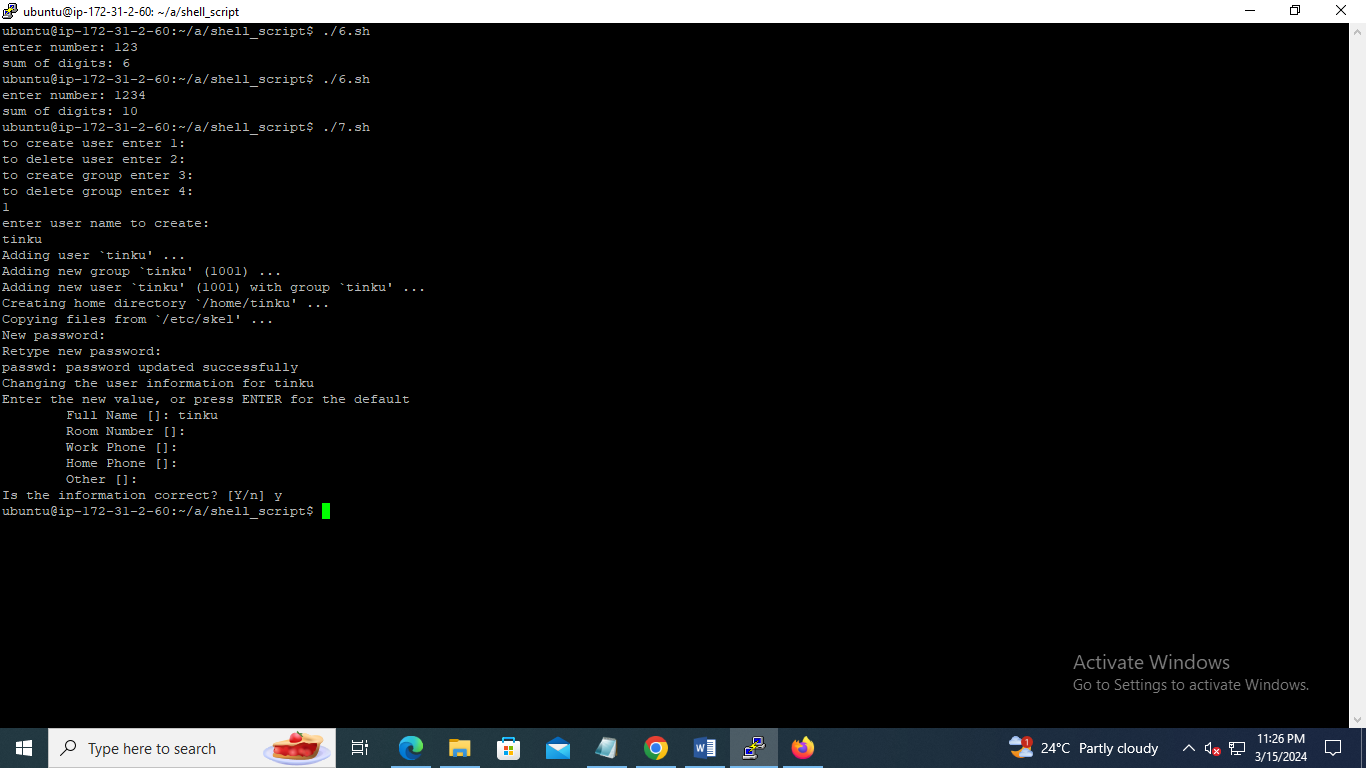 ubuntu@ip-172-31-2-60: ~/a/shell_script
ubuntu@ip-172-31-2-60:~/a/shell_script$ ./6.sh
enter number: 123
sum of digits: 6
ubuntu@ip-172-31-2-60:~/a/shell_script$ ./6.sh
enter number: 1234
sum of digits: 10
ubuntu@ip-172-31-2-60:~/a/shell_script$ ./7.sh
to create user enter 1:
to delete user enter 2:
to create group enter 3:
to delete group enter 4:
1
enter user name to create:
tinku
Adding user `tinku' ...
Adding new group `tinku' (1001) ...
Adding new user `tinku' (1001) with group `tinku' ...
Creating home directory `/home/tinku' ...
Copying files from `/etc/skel' ...
New password:
Retype new password:
passwd: password updated successfully
Changing the user information for tinku
Enter the new value, or press ENTER for the default
        Full Name []: tinku
        Room Number []:
        Work Phone []:
        Home Phone []:
        Other []:
Is the information correct? [Y/n] y
ubuntu@ip-172-31-2-60:~/a/shell_script$
Activate Windows
Go to Settings to activate Windows.
Type here to search
1
24°C Partly cloudy
11:26 PM
3/15/2024